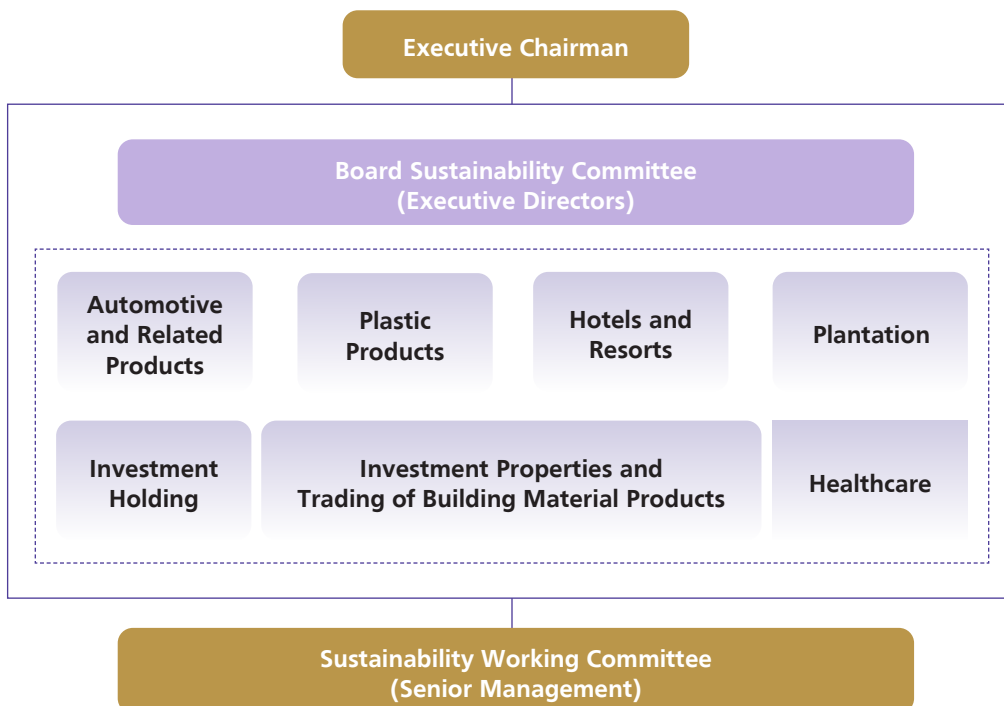 Executive Chairman
Board Sustainability Committee
(Executive Directors)
Automotive
and Related
Products
Plastic
Products
Hotels and
Resorts
Plantation
Investment
Holding
Investment Properties and
Trading of Building Material Products
Healthcare
Sustainability Working Committee
(Senior Management)